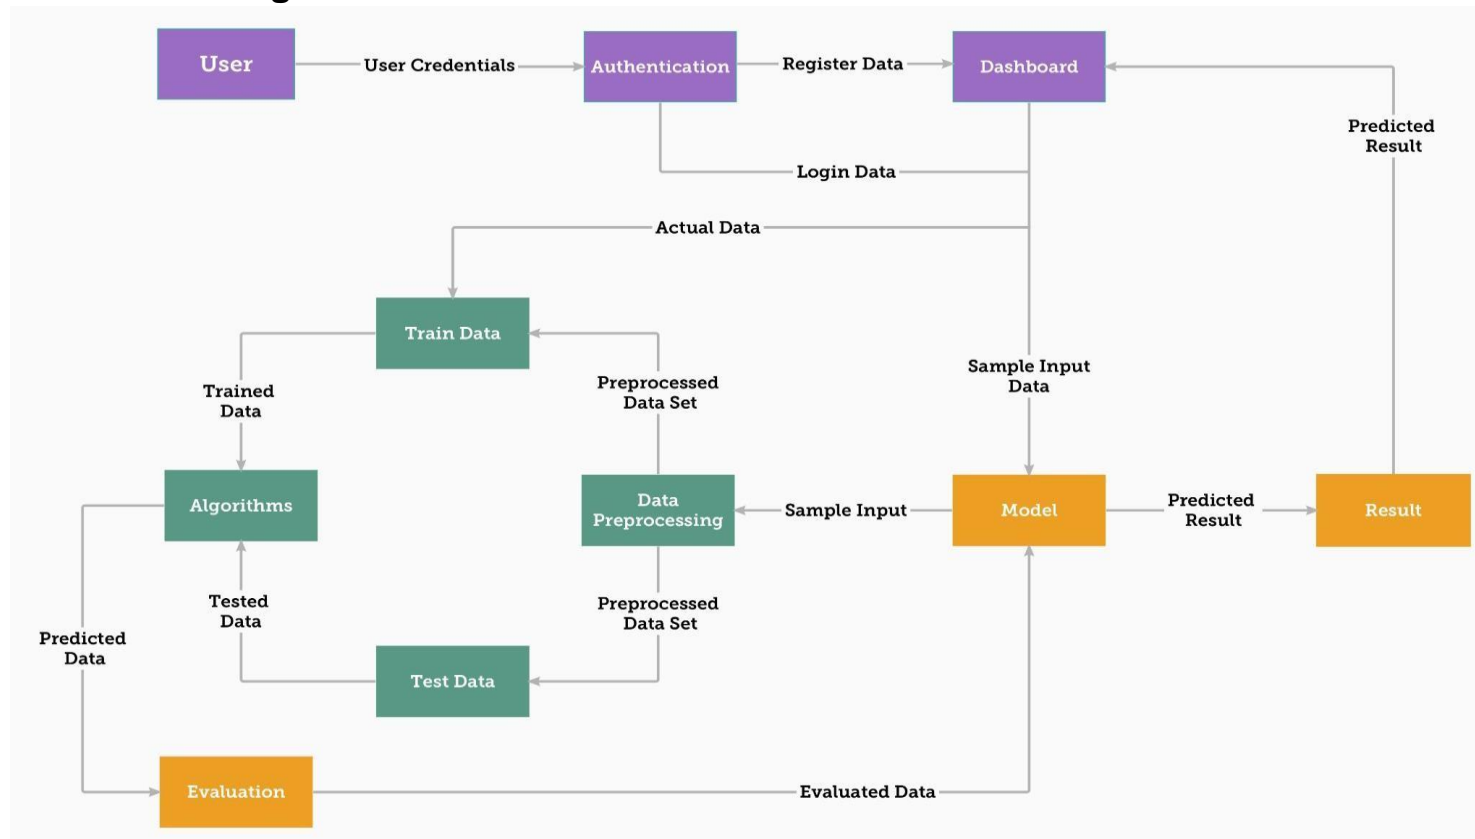 User
User Credentials
Authentication
Register Data
Dashboard
Predicted
Result
Login Data
Actual Data
Train Data
Sample Input
Data
Trained
Data
Preprocessed
Data Set
Algorithms
Data
Preprocessing
Sample Input
Model
Predicted
Result
Result
Tested
Data
Preprocessed
Data Set
Predicted
Data
Test Data
Evaluation
Evaluated Data